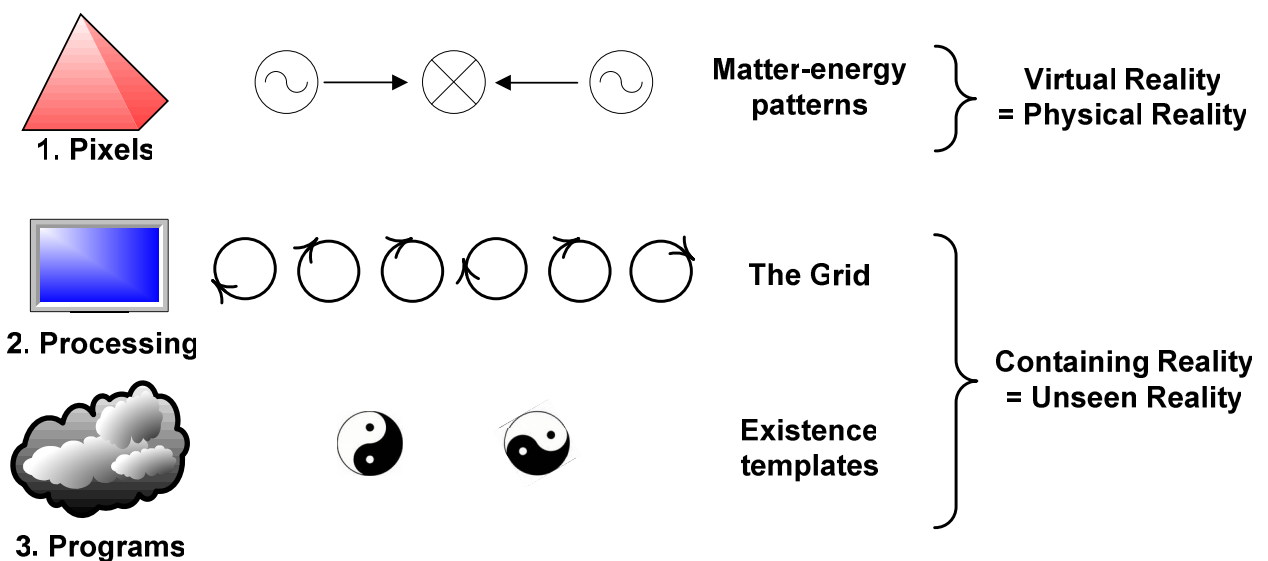 Matter-energy
patterns
Virtual Reality
= Physical Reality
1. Pixels
The Grid
2. Processing
Containing Reality
= Unseen Reality
Existence
templates
3. Programs